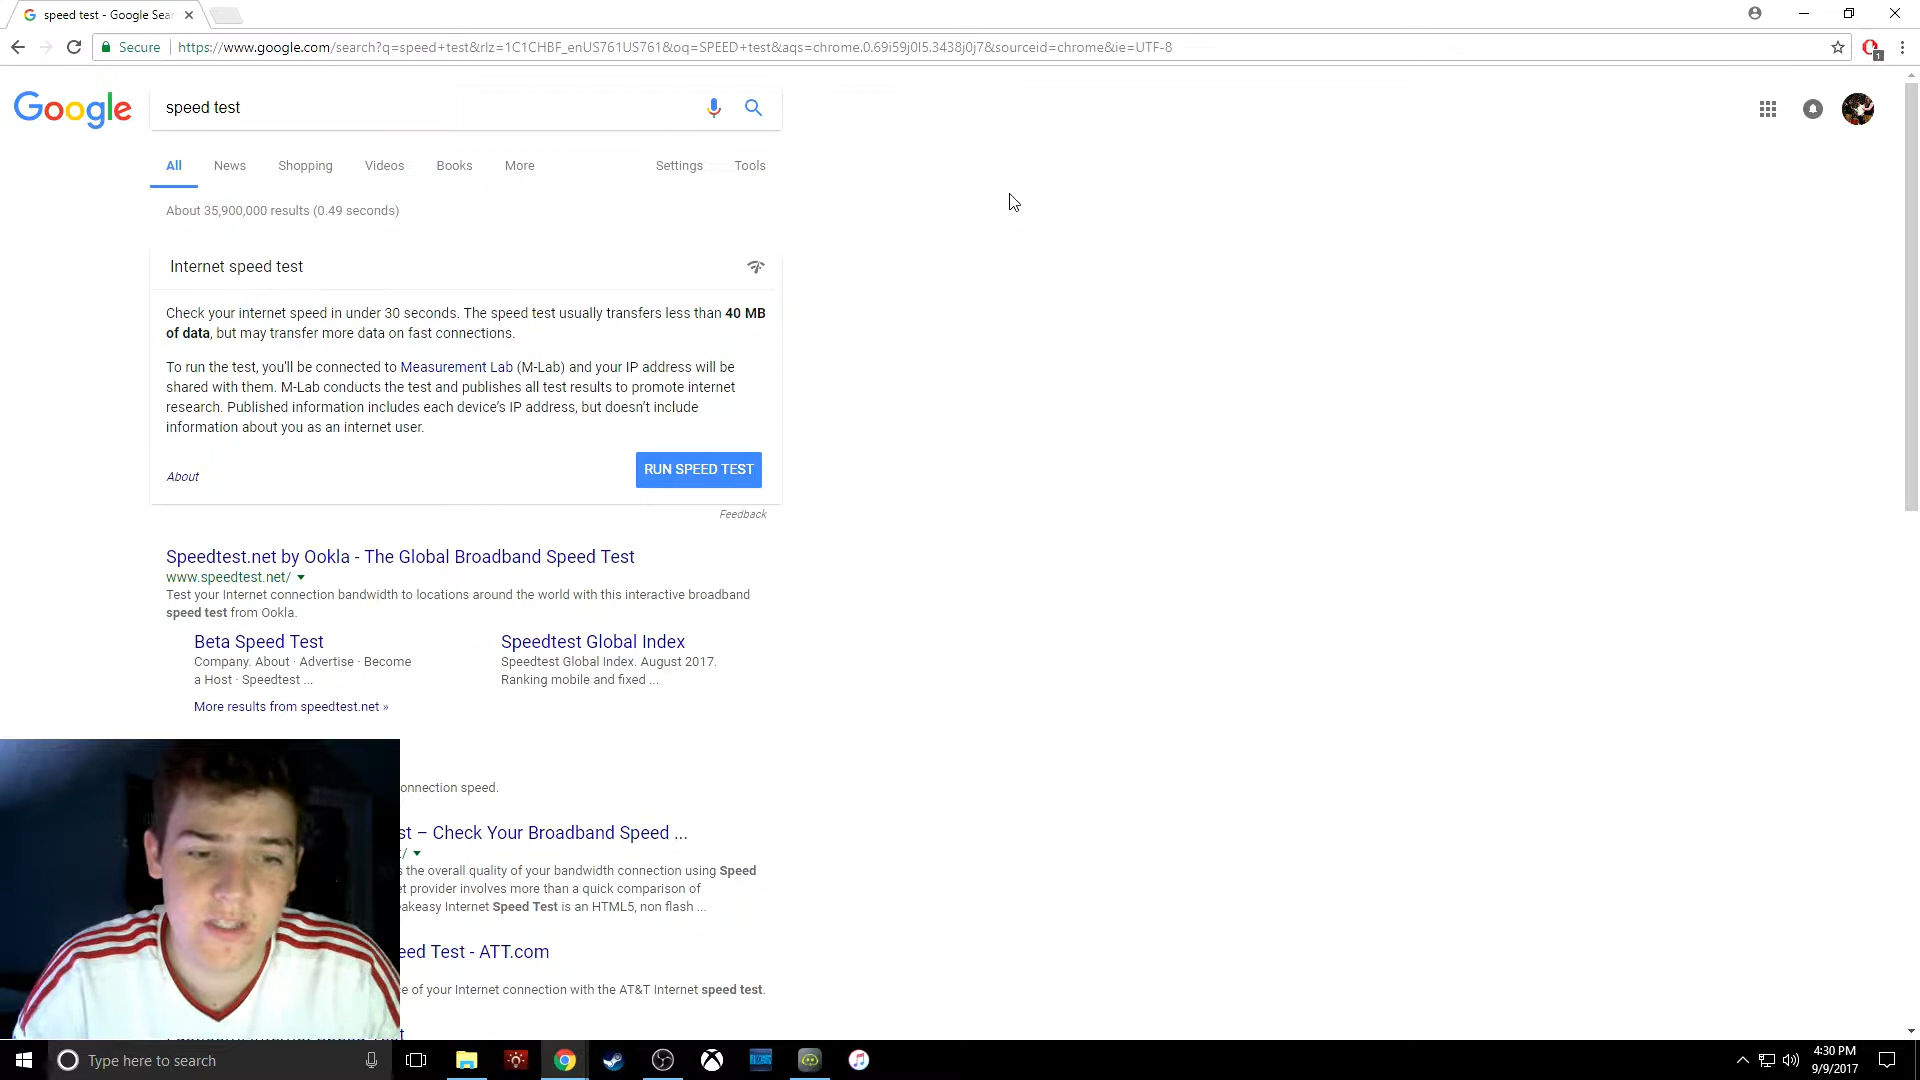 speed test - Google Sea
Secure https://www.google.com/search?q=speed+test&rlz=1C1CHBF_enUS761US761&oq=SPEED+test&aqs=chrome.0.69i59j0l5.3438j0j7&sourceid=chrome&ie=UTF-8
1
Google speed test
All News Shopping Videos Books More Settings Tools
About 35,900,000 results (0.49 seconds)
Internet speed test
Check your internet speed in under 30 seconds. The speed test usually transfers less than 40 MB
of data, but may transfer more data on fast connections.
To run the test, you'll be connected to Measurement Lab (M-Lab) and your IP address will be
shared with them. M-Lab conducts the test and publishes all test results to promote internet
research. Published information includes each device's IP address, but doesn't include
information about you as an internet user.
RUN SPEED TEST
About
Feedback
Speedtest.net by Ookla - The Global Broadband Speed Test
www.speedtest.net/
Test your Internet connection bandwidth to locations around the world with this interactive broadband
speed test from Ookla.
Beta Speed Test Speedtest Global Index
Company. About · Advertise · Become Speedtest Global Index. August 2017.
a Host · Speedtest ... Ranking mobile and fixed ...
More results from speedtest.net »
onnection speed.
st – Check Your Broadband Speed ...
/
s the overall quality of your bandwidth connection using Speed
et provider involves more than a quick comparison of
eakeasy Internet Speed Test is an HTML5, non flash ...
eed Test - ATT.com
e of your Internet connection with the AT&T Internet speed test.
Type here to search
4:30 PM
9/9/2017